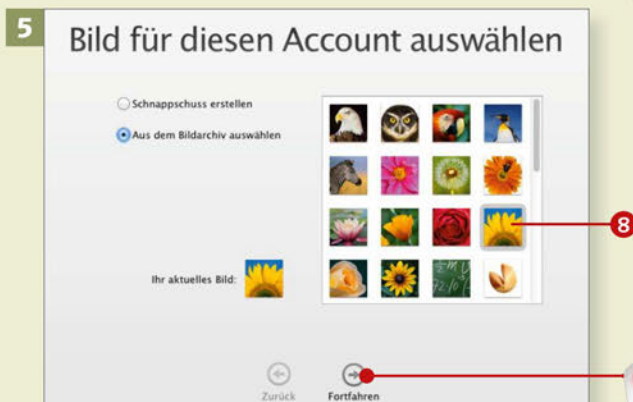 5
Bild für diesen Account auswählen
Schnappschuss erstellen
Aus dem Bildarchiv auswählen
8
Ihr aktuelles Bild:
Zurück Fortfahren